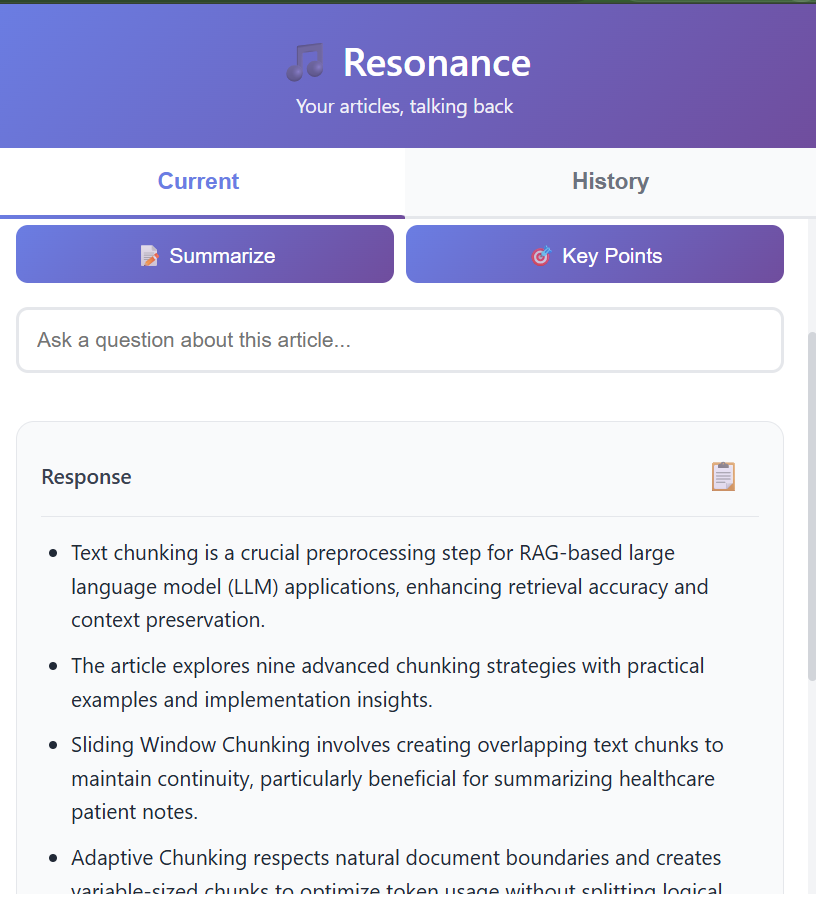 Resonance
Your articles, talking back
Current
History
Summarize
Key Points
Ask a question about this article...
Response
• Text chunking is a crucial preprocessing step for RAG-based large
language model (LLM) applications, enhancing retrieval accuracy and
context preservation.
• The article explores nine advanced chunking strategies with practical
examples and implementation insights.
• Sliding Window Chunking involves creating overlapping text chunks to
maintain continuity, particularly beneficial for summarizing healthcare
patient notes.
• Adaptive Chunking respects natural document boundaries and creates
variable-sized chunks to optimize token usage without splitting logical